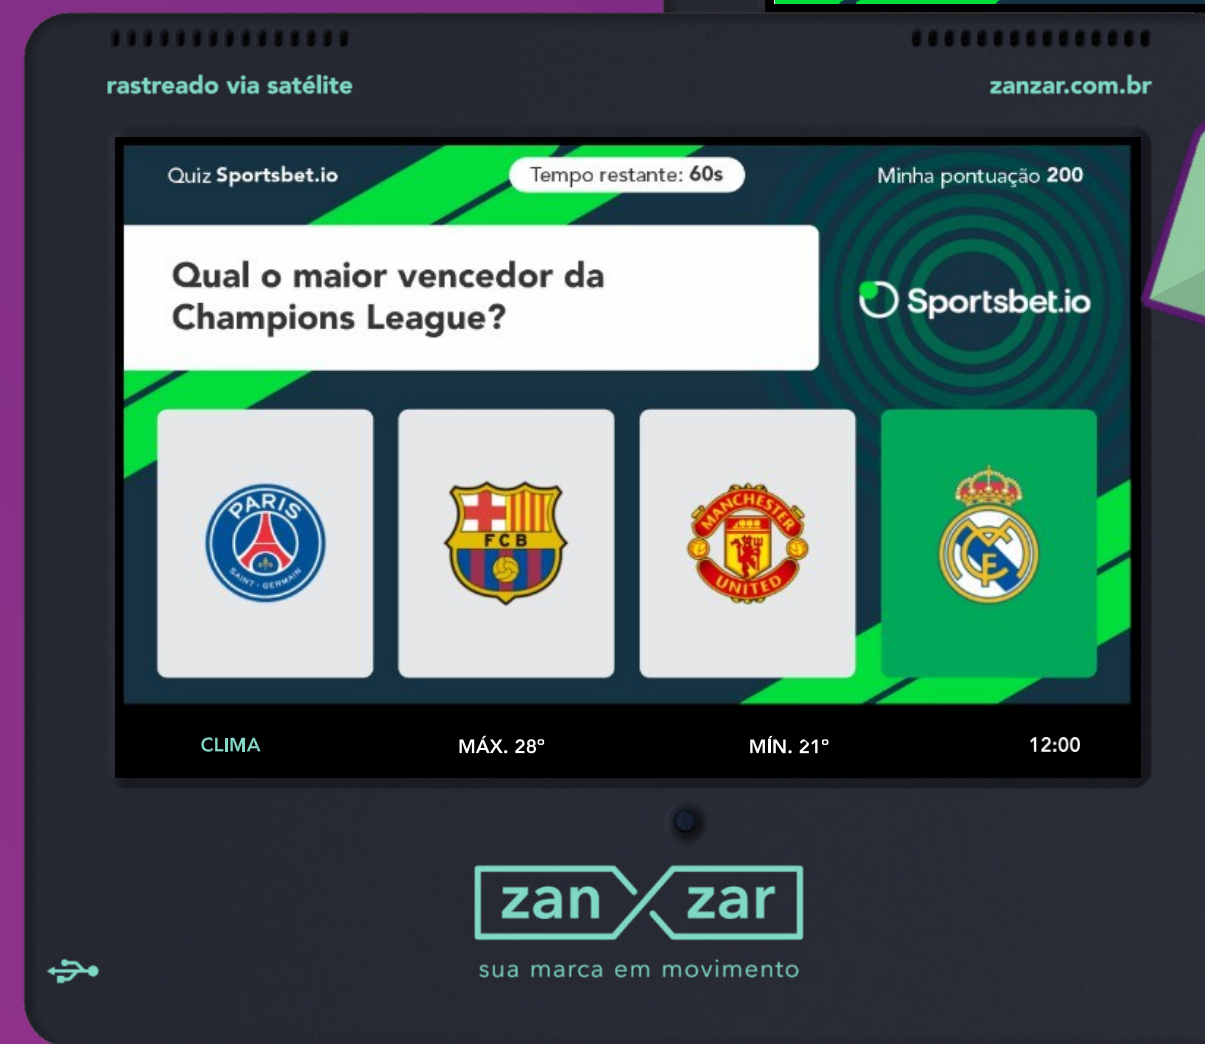 rastreado via satélite
zanzar.com.br
Quiz Sportsbet.io
Tempo restante: 60s
Minha pontuação 200
Qual o maior vencedor da
Champions League?
Sportsbet.io
PARIS
SAINT-GERMAIN
FCB
MANCHESTER
UNITED
CLIMA
MÁX. 28º
MÍN. 21º
12:00
zan zar
sua marca em movimento